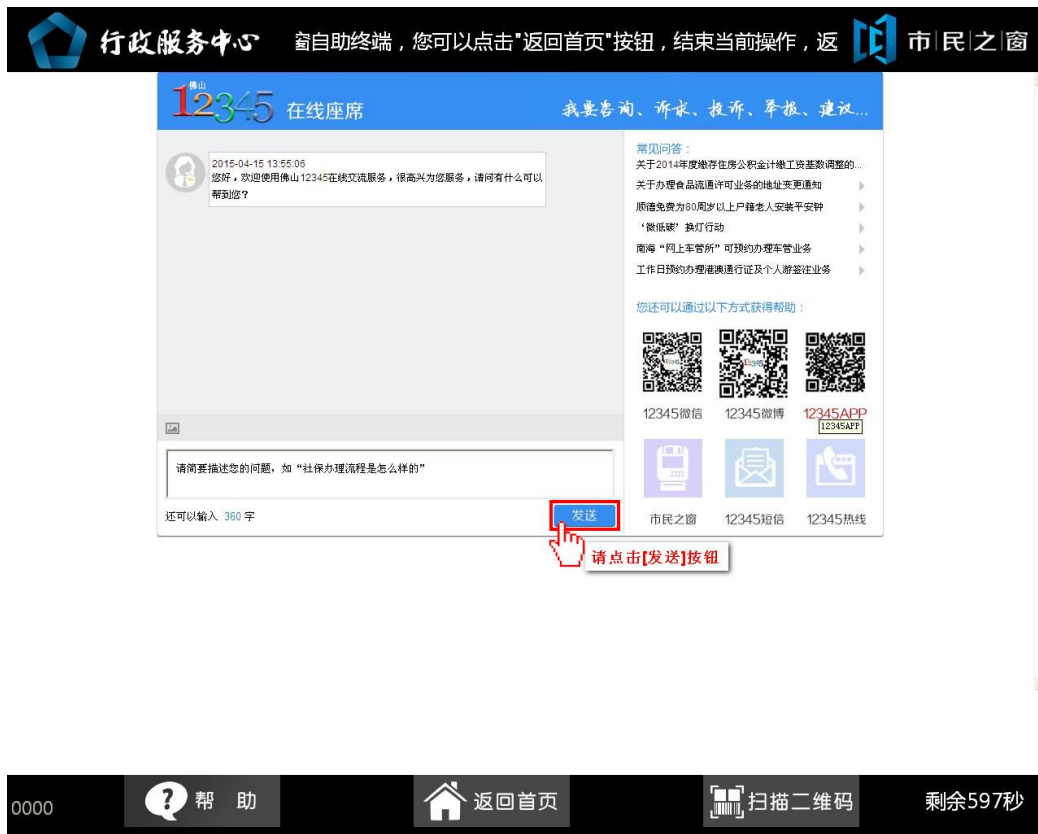 行政服务中心
窗自助终端，您可以点击"返回首页"按钮，结束当前操作，返
市民之窗
佛山
12345 在线座席
我要咨询、诉求、投诉、举报、建议...
2015-04-15 13:55:06
您好，欢迎使用佛山12345在线交流服务，很高兴为您服务，请问有什么可以
帮到您？
常见问答：
关于2014年度缴存住房公积金计缴工资基数调整的...
关于办理食品流通许可业务的地址变更通知
顺德免费为80周岁以上户籍老人安装平安钟
‘微低碳’换灯行动
南海“网上车管所”可预约办理车管业务
工作日预约办理港澳通行证及个人游签注业务
您还可以通过以下方式获得帮助：
12345微信
12345微博
12345APP
12345APP
请简要描述您的问题，如“社保办理流程是怎么样的”
还可以输入 360 字
发送
请点击[发送]按钮
市民之窗
12345短信
12345热线
0000
帮 助
返回首页
扫描二维码
剩余597秒